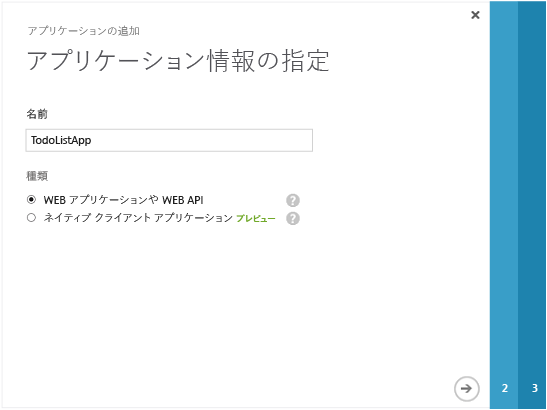 アプリケーションの追加
アプリケーション情報の指定
名前
TodoListApp
種類
WEB アプリケーションや WEB API ?
ネイティブ クライアント アプリケーション プレビュー ?
2 3